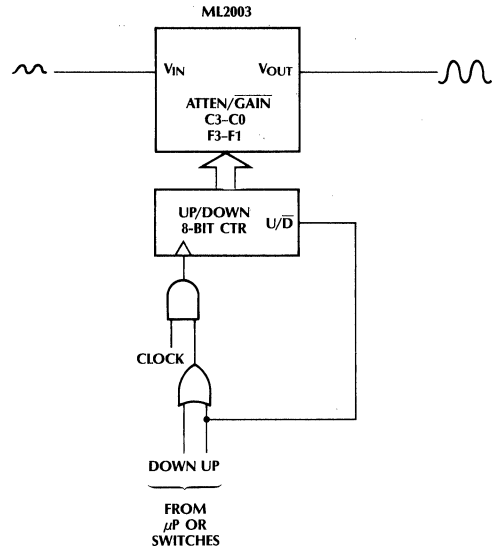 ML2003
VIN VOUT
ATTEN/GAIN
C3–C0
F3–F1
UP/DOWN
8-BIT CTR
U/D
CLOCK
DOWN UP
FROM
μP OR
SWITCHES